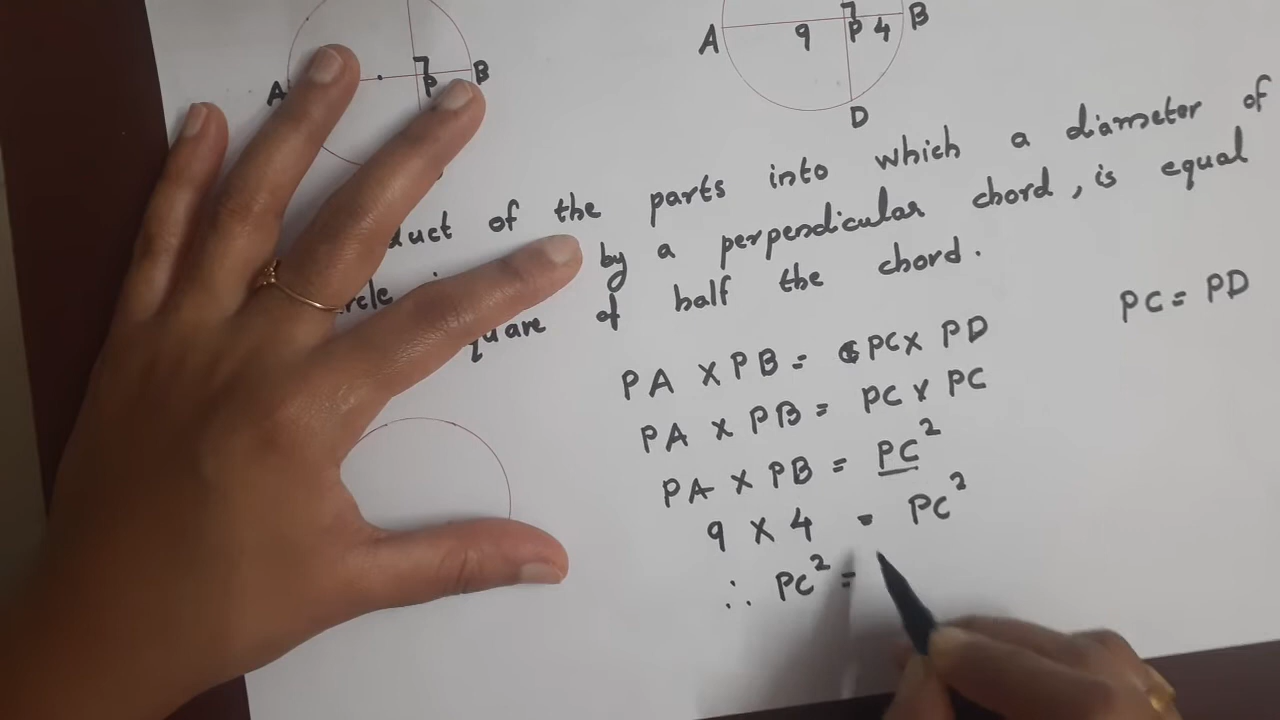 A P B
A 9 P 4 B
D
duct of the parts into which a diameter of
by a perpendicular chord, is equal
of half the chord.
PC = PD
PA X PB = PC X PD
PA X PB = PC X PC
PA X PB = PC²
9 X 4 = PC²
∴ PC² =